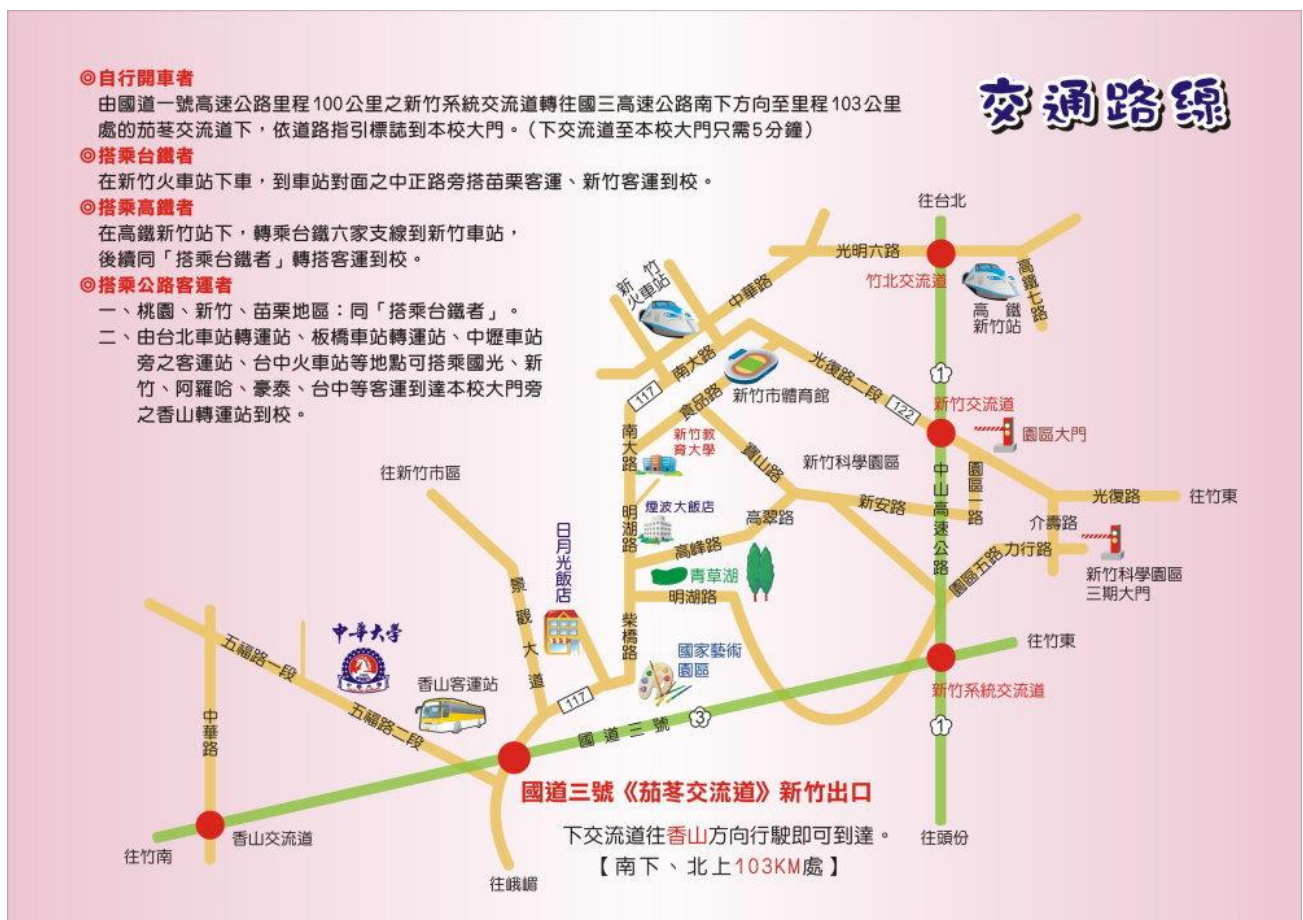 交通路線
◎自行開車者
由國道一號高速公路里程100公里之新竹系統交流道轉往國三高速公路南下方向至里程103公里
處的茄苳交流道下，依道路指引標誌到本校大門。(下交流道至本校大門只需5分鐘)
◎搭乘台鐵者
在新竹火車站下車，到車站對面之中正路旁搭苗栗客運、新竹客運到校。
◎搭乘高鐵者
在高鐵新竹站下，轉乘台鐵六家支線到新竹車站，
後續同「搭乘台鐵者」轉搭客運到校。
◎搭乘公路客運者
一、桃園、新竹、苗栗地區：同「搭乘台鐵者」。
二、由台北車站轉運站、板橋車站轉運站、中壢車站
旁之客運站、台中火車站等地點可搭乘國光、新
竹、阿羅哈、豪泰、台中等客運到達本校大門旁
之香山轉運站到校。
往台北
光明六路
竹北交流道
高鐵
新竹站
高鐵七路
新竹
火車站
中華路
南大路
117
食品路
新竹市體育館
光復路二段
122
1
新竹交流道
園區大門
南大路
新竹教
育大學
寶山路
新竹科學園區
中山高速公路
園區一路
往新竹市區
明湖路
煙波大飯店
高翠路
新安路
介壽路
光復路
往竹東
日月光飯店
高峰路
青草湖
明湖路
園區五路
力行路
新竹科學園區
三期大門
景觀大道
柴橋路
五福路一段
中華大學
國家藝術
園區
往竹東
香山客運站
117
新竹系統交流道
中華路
五福路二段
國道三號
3
1
國道三號《茄苳交流道》新竹出口
香山交流道
下交流道往香山方向行駛即可到達。
往頭份
往竹南
【南下、北上103KM處】
往峨嵋